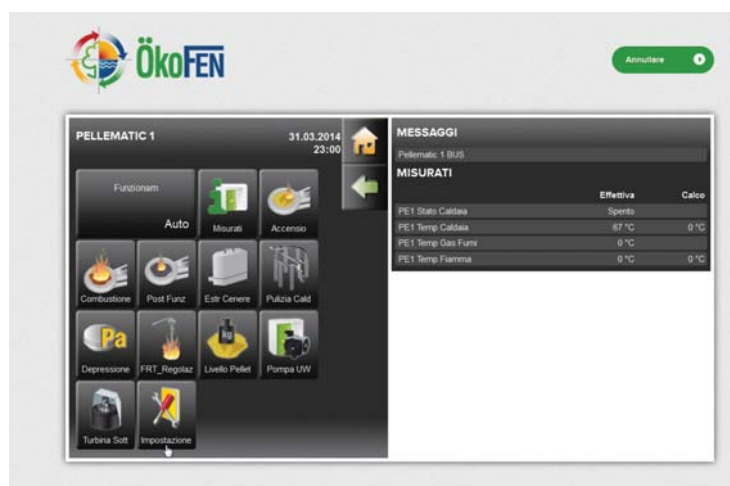 ÖkoFEN
Annullare
PELLEMATIC 1
31.03.2014
23:00
Funzionam
Auto
Misurati
Accensio
Combustione
Post Funz
Estr Cenere
Pulizia Cald
Pa
Depressione
kg
FRT_Regolaz
Livello Pellet
Pompa UW
Turbina Sott
Impostazione
MESSAGGI
Pellematic 1 BUS
MISURATI
Effettiva Calco
PE1 Stato Caldaia Spento
PE1 Temp Caldaia 67 °C 0 °C
PE1 Temp Gas Fumi 0 °C
PE1 Temp Fiamma 0 °C 0 °C